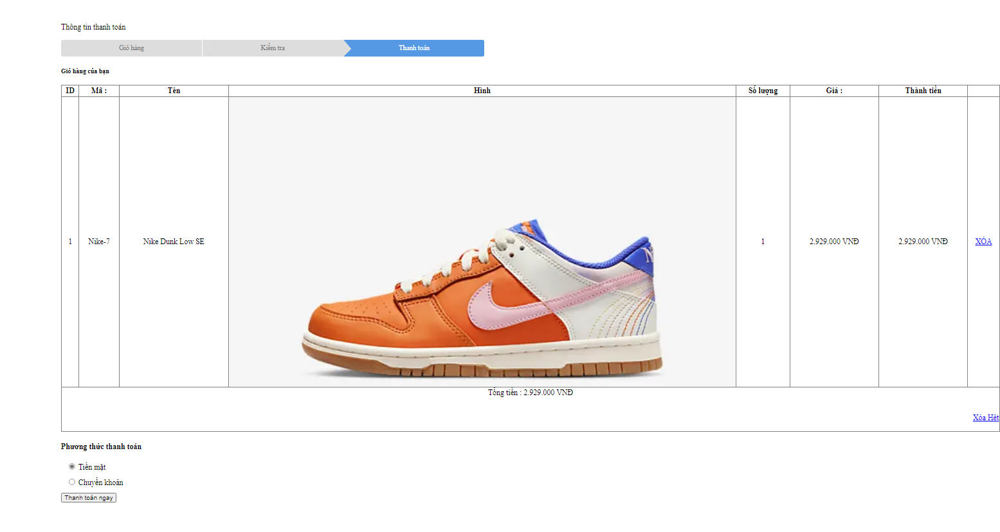 Thông tin thanh toán
Giỏ hàng Kiểm tra Thanh toán
Giỏ hàng của bạn
ID Mã : Tên Hình Số lượng Giá : Thành tiền
1 Nike-7 Nike Dunk Low SE 1 2.929.000 VNĐ 2.929.000 VNĐ XÓA
Tổng tiền : 2.929.000 VNĐ
Xóa Hết
Phương thức thanh toán
Tiền mặt
Chuyển khoản
Thanh toán ngay